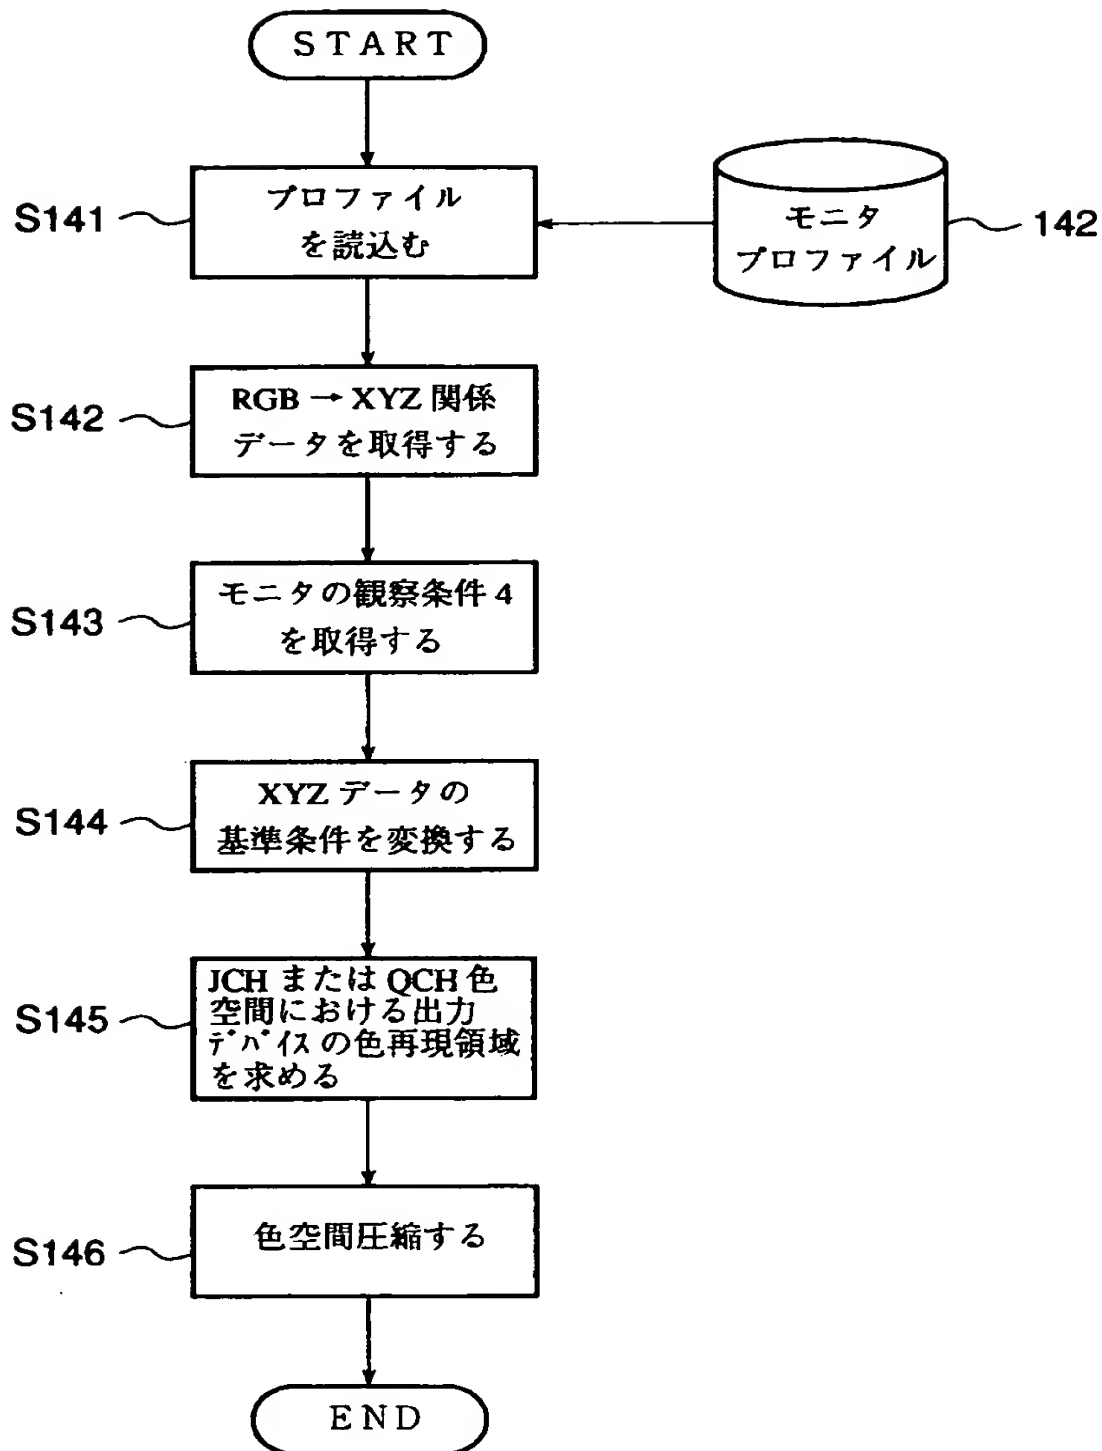 START
S141
プロファイル
を読込む
モニタ
プロファイル
142
S142
RGB → XYZ 関係
データを取得する
S143
モニタの観察条件 4
を取得する
S144
XYZ データの
基準条件を変換する
S145
JCH または QCH 色
空間における出力
ﾃﾞﾊﾞｲｽの色再現領域
を求める
S146
色空間圧縮する
END